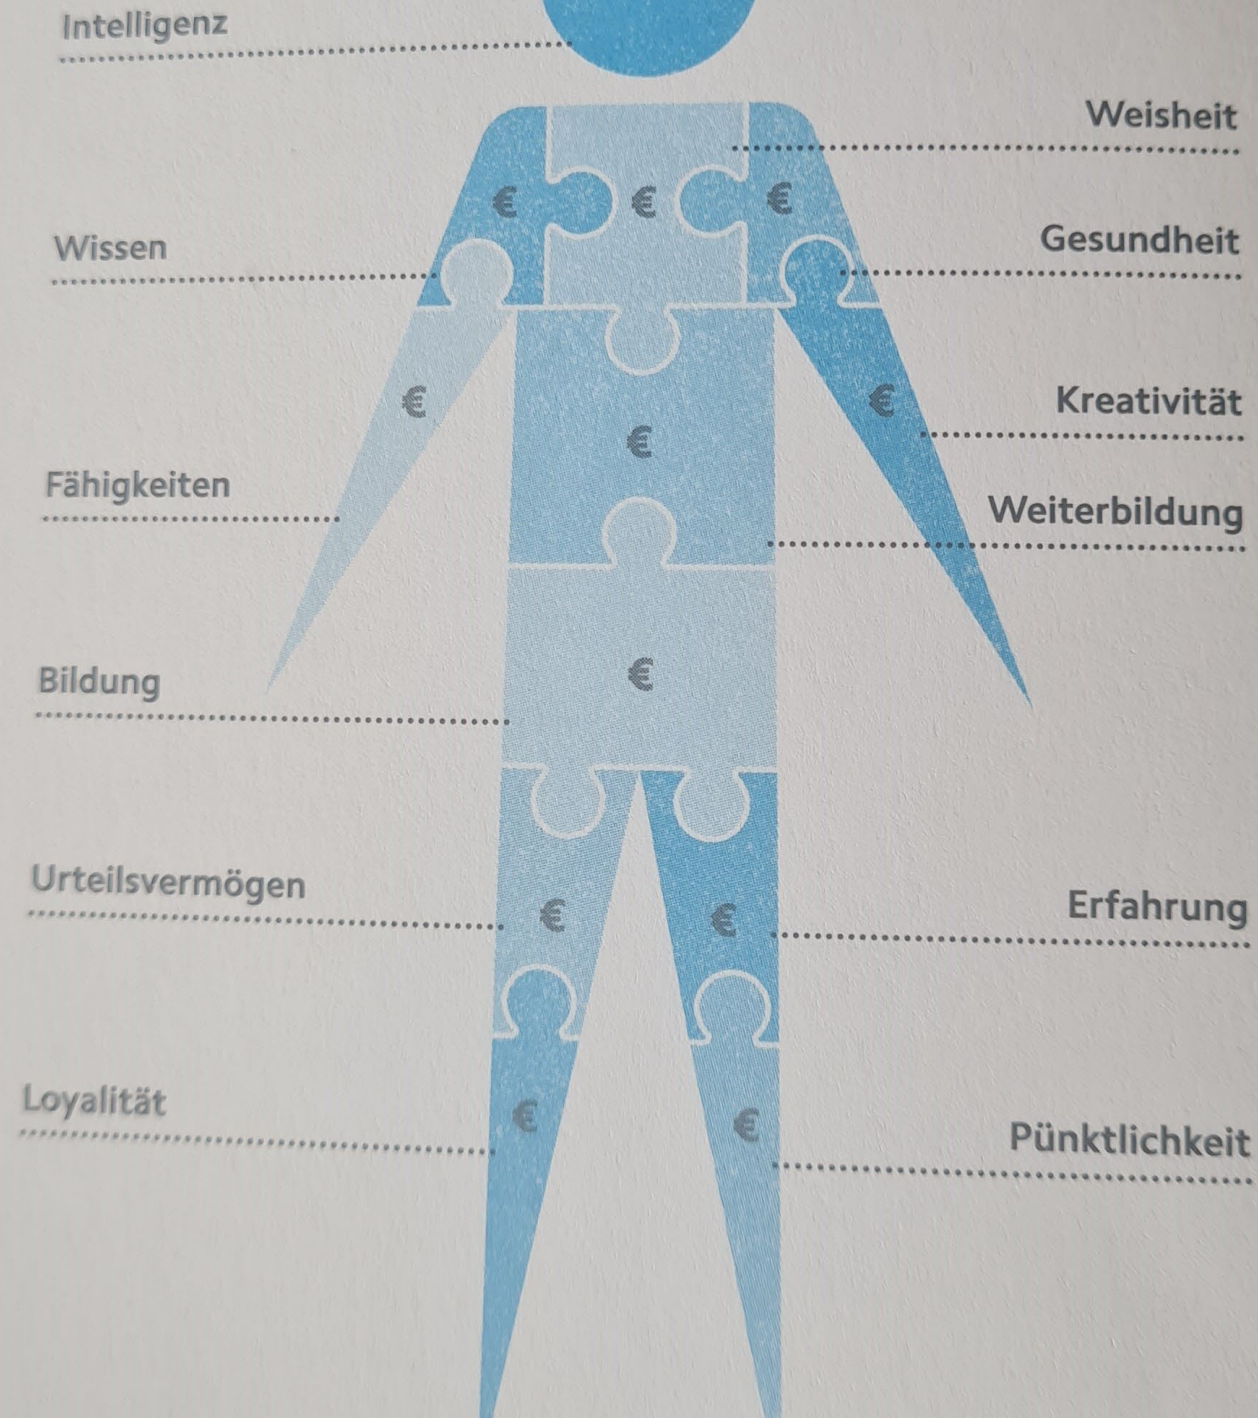 Intelligenz
Weisheit
Wissen
Gesundheit
€ € €
Kreativität
€ €
Fähigkeiten
€
Weiterbildung
Bildung
€
Urteilsvermögen
Erfahrung
€ €
Loyalität
Pünktlichkeit
€ €